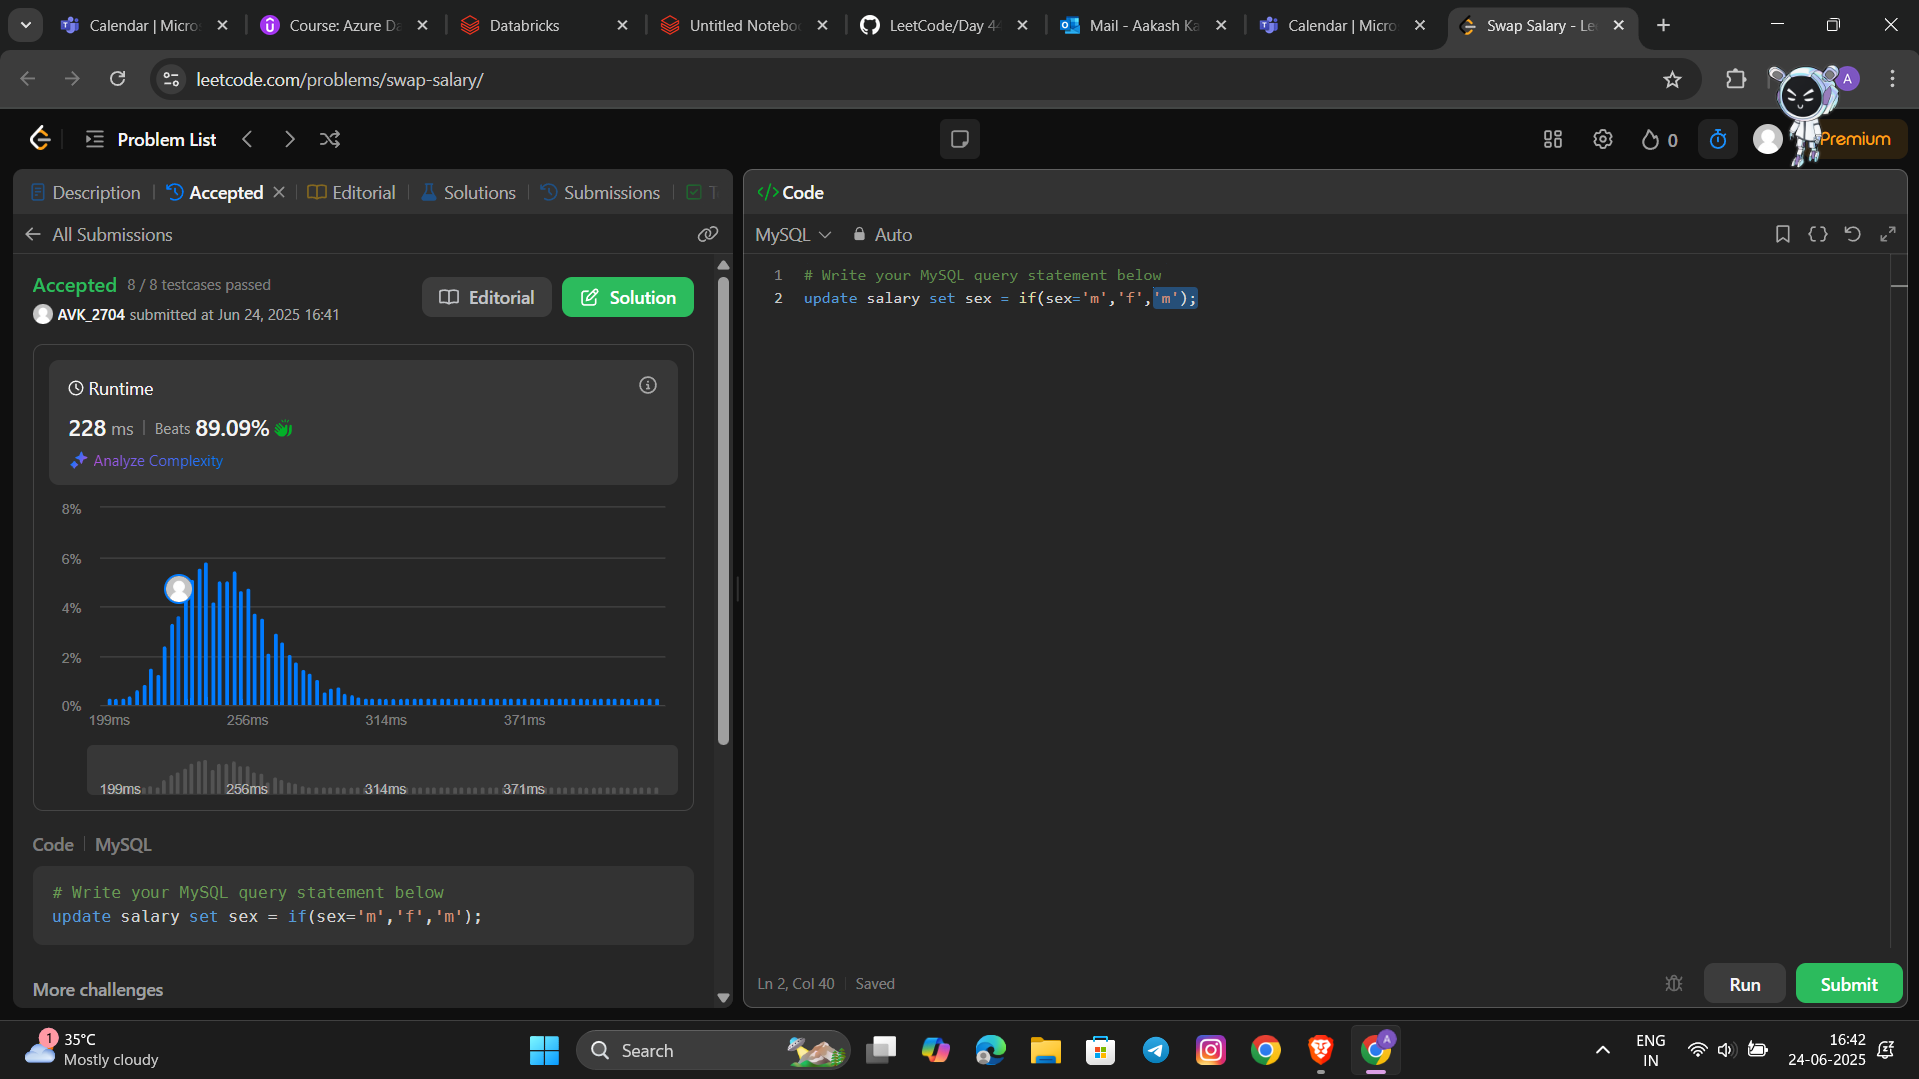 Calendar | Micros
Course: Azure Da
Databricks
Untitled Notebo
LeetCode/Day 44
Mail - Aakash Ka
Calendar | Micro
Swap Salary - Le
leetcode.com/problems/swap-salary/
A
Problem List
0
Premium
Description
Accepted
Editorial
Solutions
Submissions
T
</> Code
All Submissions
MySQL
Auto
Accepted 8 / 8 testcases passed
AVK_2704 submitted at Jun 24, 2025 16:41
Editorial
Solution
1 # Write your MySQL query statement below
2 update salary set sex = if(sex='m','f','m');
Runtime
228 ms | Beats 89.09%
Analyze Complexity
8%
6%
4%
2%
0%
199ms 256ms 314ms 371ms
199ms 256ms 314ms 371ms
Code | MySQL
# Write your MySQL query statement below
update salary set sex = if(sex='m','f','m');
More challenges
Ln 2, Col 40 | Saved
Run
Submit
1
35°C
Mostly cloudy
Search
A
ENG
IN
16:42
24-06-2025